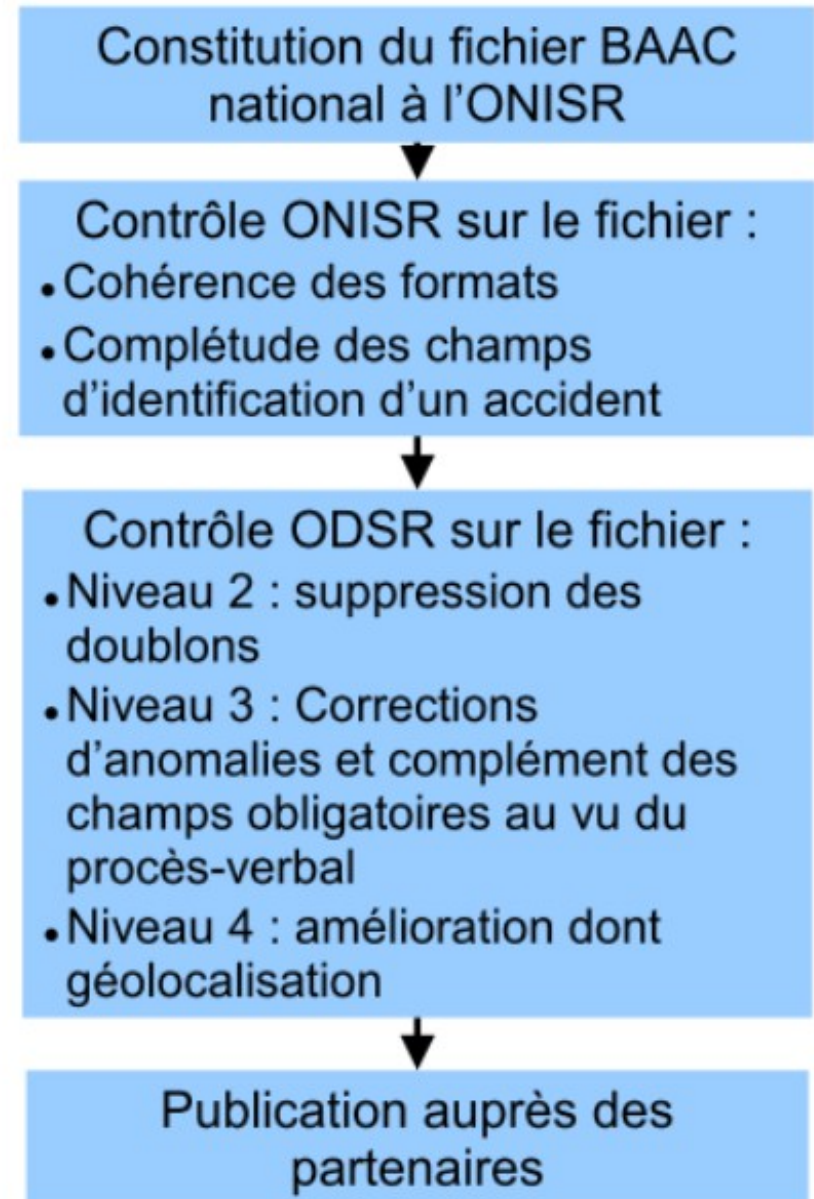 Constitution du fichier BAAC
national à l’ONISR
Contrôle ONISR sur le fichier :
• Cohérence des formats
• Complétude des champs
d’identification d’un accident
Contrôle ODSR sur le fichier :
• Niveau 2 : suppression des
doublons
• Niveau 3 : Corrections
d’anomalies et complément des
champs obligatoires au vu du
procès-verbal
• Niveau 4 : amélioration dont
géolocalisation
Publication auprès des
partenaires